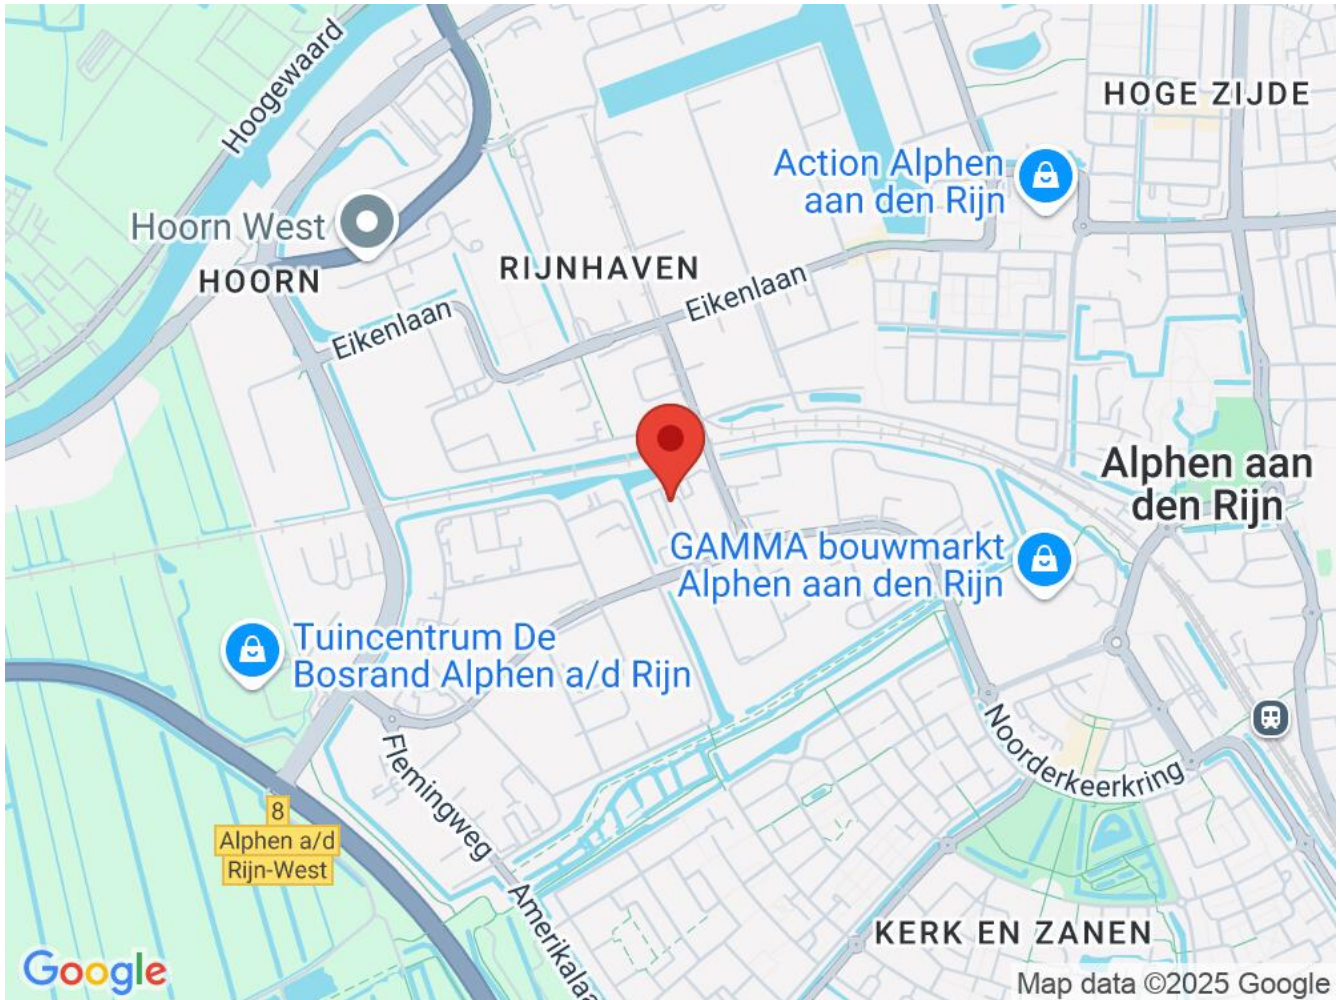 Hoogewaard
HOGE ZIJDE
Action Alphen
aan den Rijn
Hoorn West
HOORN
RIJNHAVEN
Eikenlaan
Eikenlaan
Alphen aan
den Rijn
GAMMA bouwmarkt
Alphen aan den Rijn
Tuincentrum De
Bosrand Alphen a/d Rijn
Noorderkeerkring
Flemingweg
8
Alphen a/d
Rijn-West
Amerikalaa
KERK EN ZANEN
Google
Map data ©2025 Google